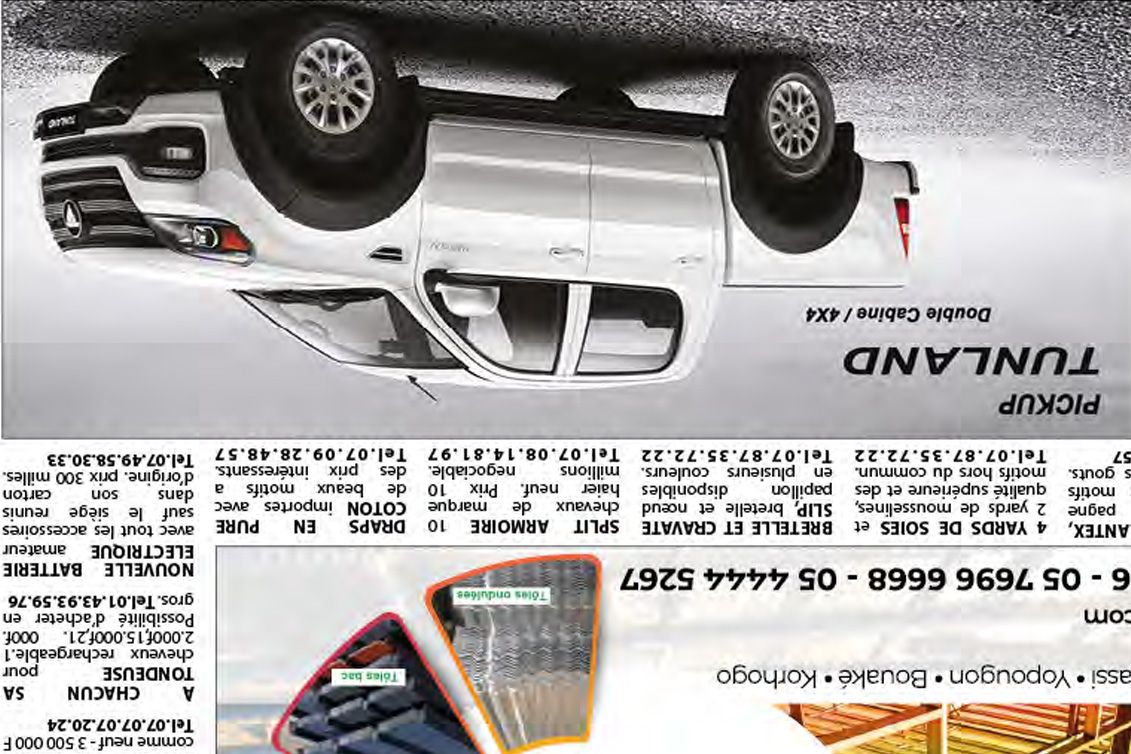 assi • Yopougon • Bouaké • Korhogo
com
6 - 05 7696 6668 - 05 4444 5267
Tôles bac
Tôles ondulées
ANTEX,
pagne
motifs
s gouts.
57
4 YARDS DE SOIES et
2 yards de mousselines,
qualité supérieure et des
motifs hors du commun.
Tel.07.87.35.72.22
BRETELLE ET CRAVATE
SLIP, bretelle et nœud
papillon disponibles
en plusieurs couleurs.
Tel.07.87.35.72.22
SPLIT ARMOIRE 10
chevaux de marque
haier neuf. Prix 10
millions negociable.
Tel.07.08.14.81.97
DRAPS EN PURE
COTON importes avec
de beaux motifs a
des prix intéressants.
Tel.07.09.28.48.57
comme neuf - 3 500 000 F
Tel.07.07.07.20.24
A CHACUN SA
TONDEUSE pour
cheveux rechargeable.1
2.000f,15.000f,21. 000f.
Possibilité d'acheter en
gros. Tel.01.43.93.59.76
NOUVELLE BATTERIE
ELECTRIQUE amateur
avec tout les accessoires
sauf le siège reunis
dans son carton
d'origine. prix 300 milles.
Tel.07.49.58.30.33
PICKUP
TUNLAND
Double Cabine / 4X4
TUNLAND